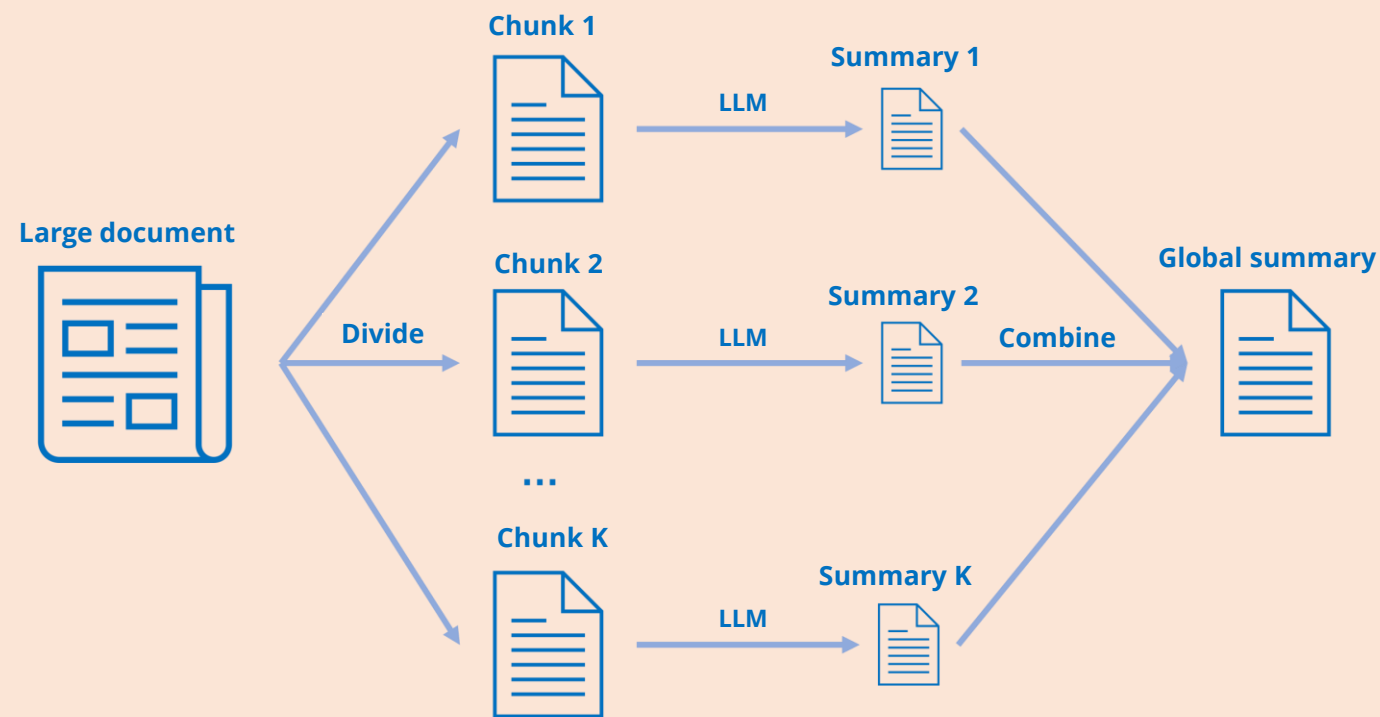 Large document
Divide
Chunk 1
LLM
Summary 1
Chunk 2
LLM
Summary 2
...
Chunk K
LLM
Summary K
Combine
Global summary